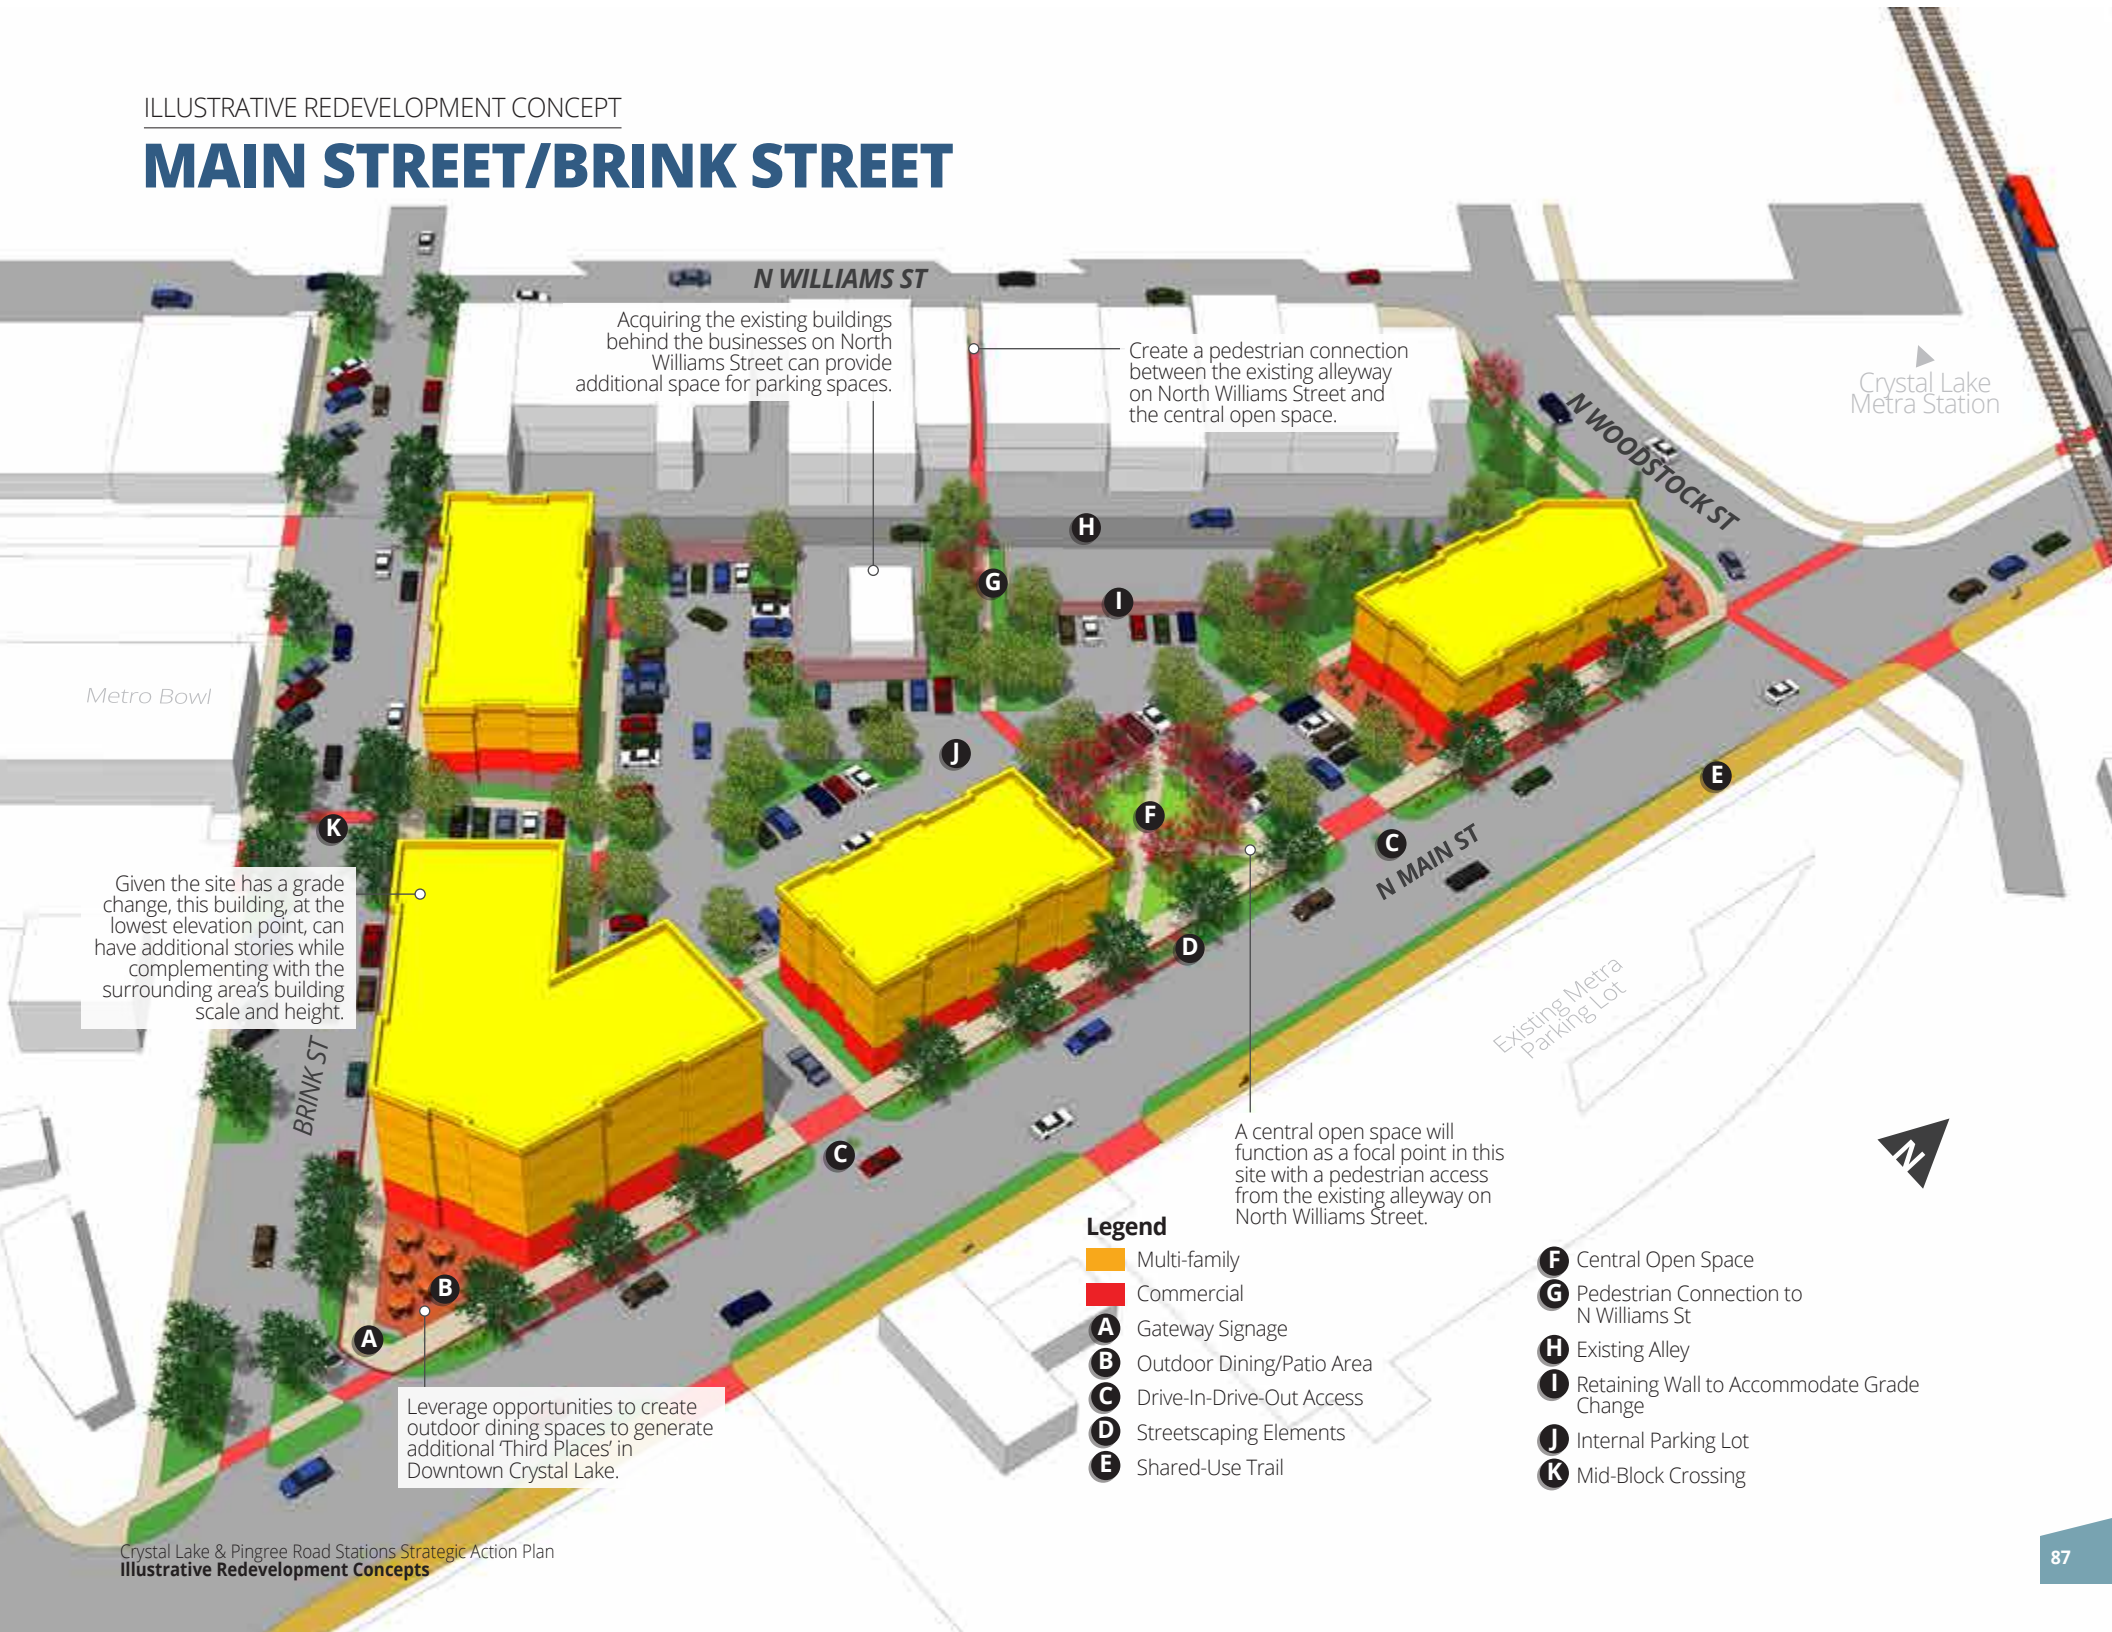 ILLUSTRATIVE REDEVELOPMENT CONCEPT
MAIN STREET/BRINK STREET
N WILLIAMS ST
Acquiring the existing buildings
behind the businesses on North
Williams Street can provide
additional space for parking spaces.
Create a pedestrian connection
between the existing alleyway
on North Williams Street and
the central open space.
Crystal Lake
Metra Station
N WOODSTOCK ST
H
G
I
Metro Bowl
J
E
F
K
C
N MAIN ST
Given the site has a grade
change, this building, at the
lowest elevation point, can
have additional stories while
complementing with the
surrounding area's building
scale and height.
D
Existing Metra
Parking Lot
BRINK ST
C
A central open space will
function as a focal point in this
site with a pedestrian access
from the existing alleyway on
North Williams Street.
N
B
A
Leverage opportunities to create
outdoor dining spaces to generate
additional 'Third Places' in
Downtown Crystal Lake.
Legend
Multi-family
Commercial
A Gateway Signage
B Outdoor Dining/Patio Area
C Drive-In-Drive-Out Access
D Streetscaping Elements
E Shared-Use Trail
F Central Open Space
G Pedestrian Connection to
N Williams St
H Existing Alley
I Retaining Wall to Accommodate Grade
Change
J Internal Parking Lot
K Mid-Block Crossing
Crystal Lake & Pingree Road Stations Strategic Action Plan
Illustrative Redevelopment Concepts
87